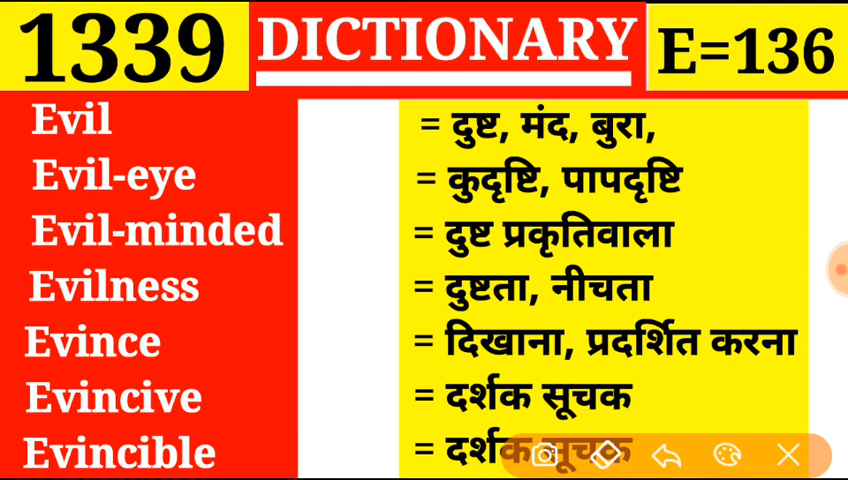 1339 DICTIONARY E=136
Evil = दुष्ट, मंद, बुरा,
Evil-eye = कुदृष्टि, पापदृष्टि
Evil-minded = दुष्ट प्रकृतिवाला
Evilness = दुष्टता, नीचता
Evince = दिखाना, प्रदर्शित करना
Evincive = दर्शक सूचक
Evincible = दर्शक सूचक